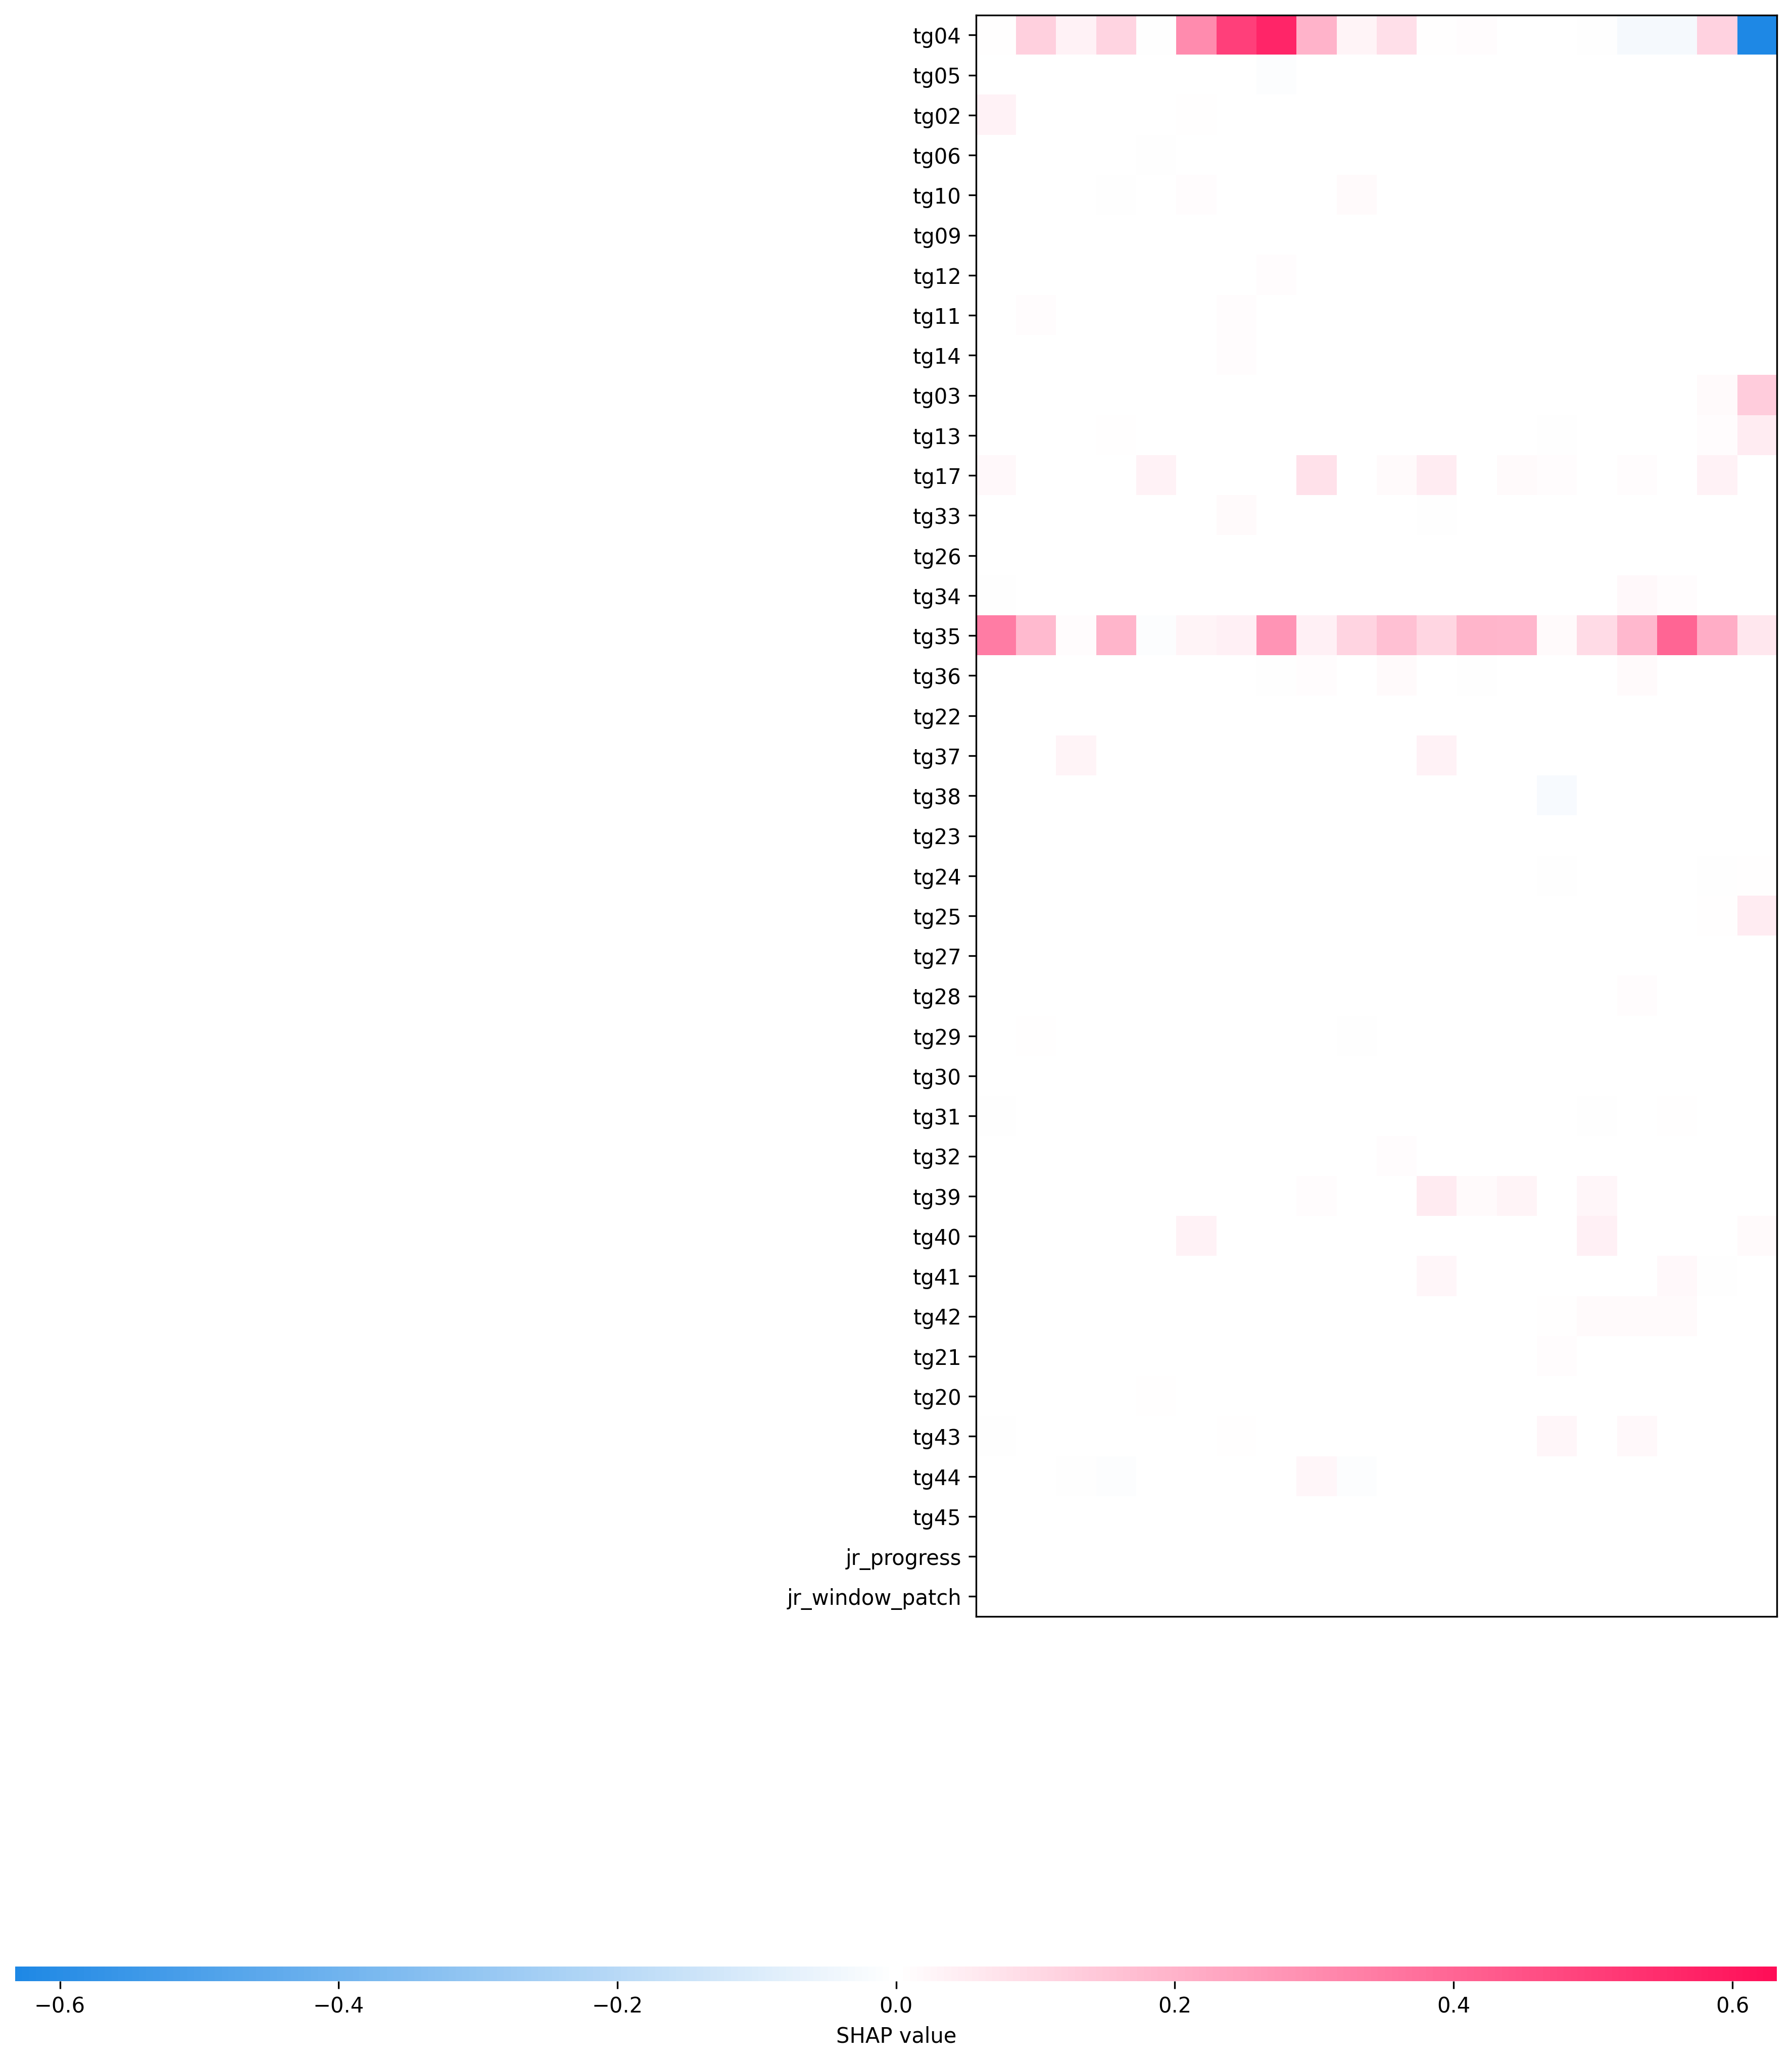 tg04
tg05
tg02
tg06
tg10
tg09
tg12
tg11
tg14
tg03
tg13
tg17
tg33
tg26
tg34
tg35
tg36
tg22
tg37
tg38
tg23
tg24
tg25
tg27
tg28
tg29
tg30
tg31
tg32
tg39
tg40
tg41
tg42
tg21
tg20
tg43
tg44
tg45
jr_progress
jr_window_patch
−0.6 −0.4 −0.2 0.0 0.2 0.4 0.6
SHAP value